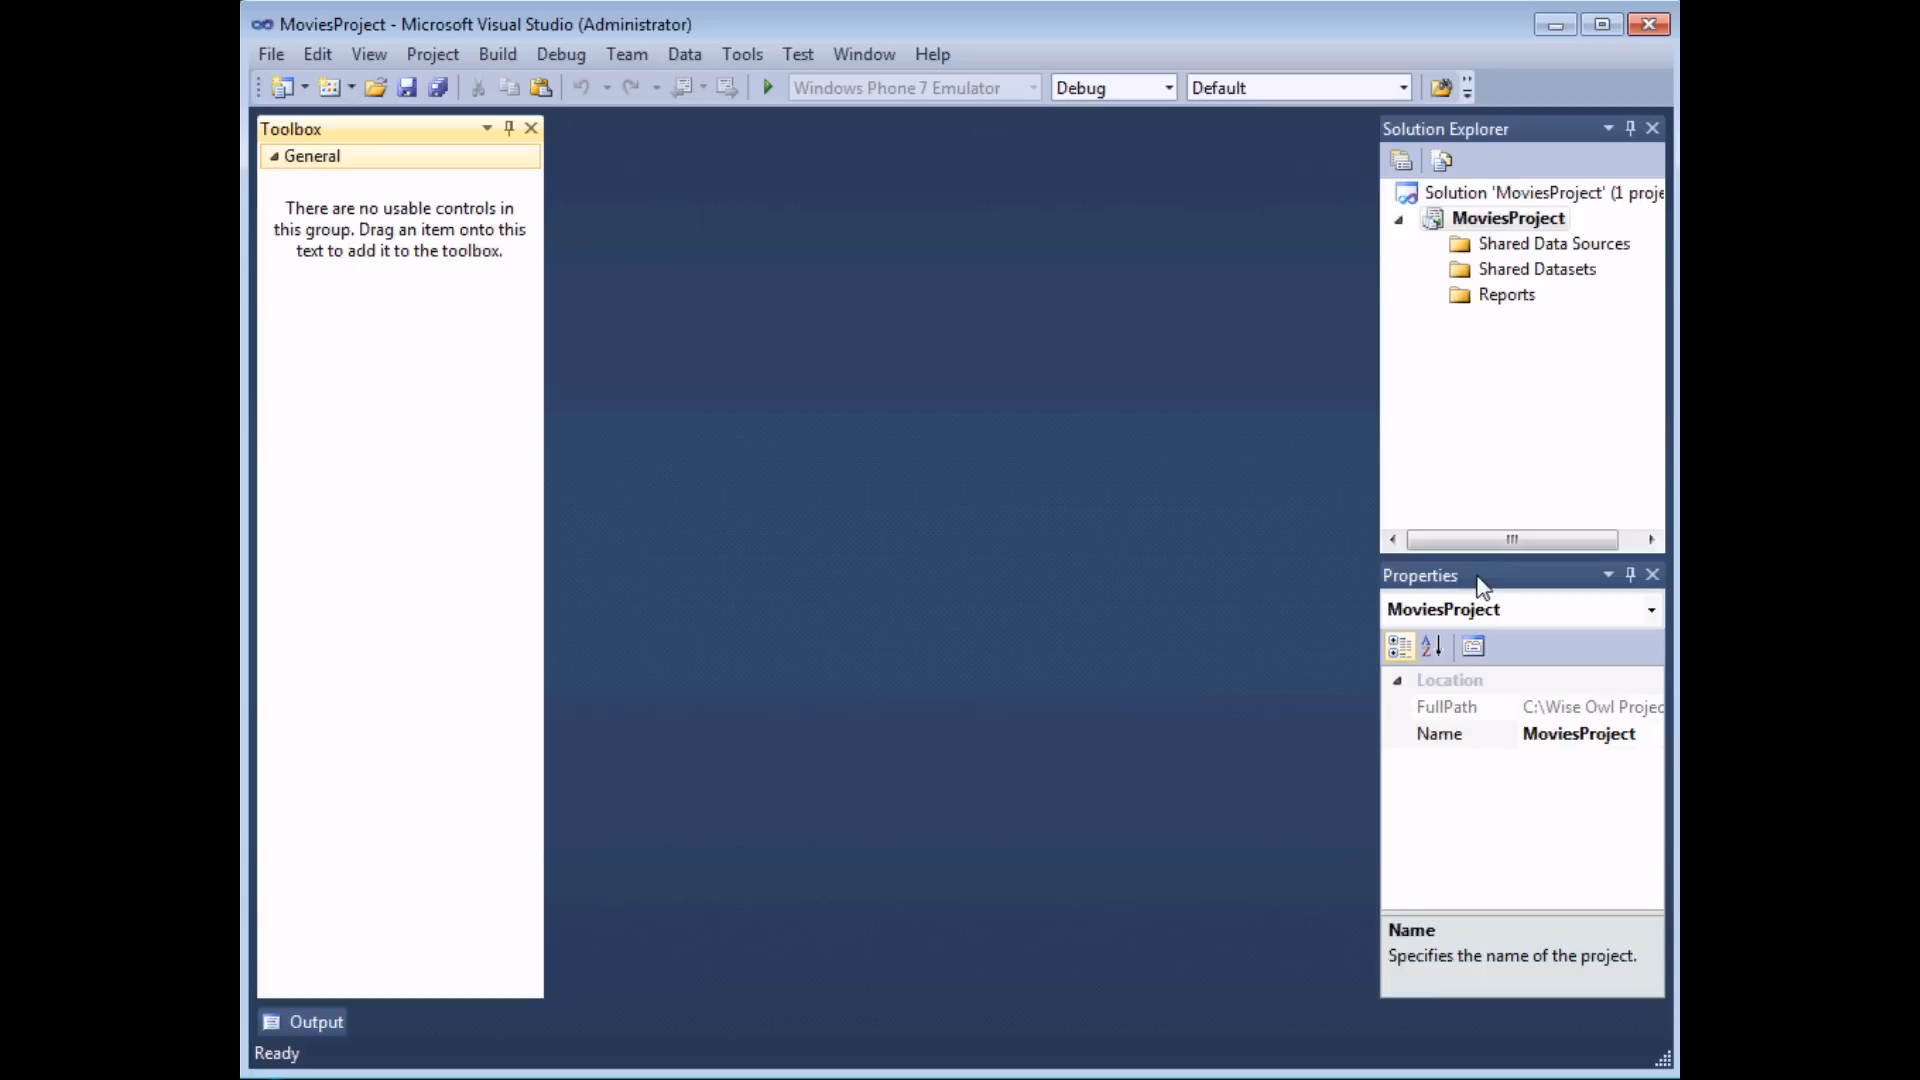 MoviesProject - Microsoft Visual Studio (Administrator)
File Edit View Project Build Debug Team Data Tools Test Window Help
Windows Phone 7 Emulator Debug Default
Toolbox
General
There are no usable controls in
this group. Drag an item onto this
text to add it to the toolbox.
Solution Explorer
Solution 'MoviesProject' (1 proje
MoviesProject
Shared Data Sources
Shared Datasets
Reports
Properties
MoviesProject
Location
FullPath C:\Wise Owl Projec
Name MoviesProject
Name
Specifies the name of the project.
Output
Ready